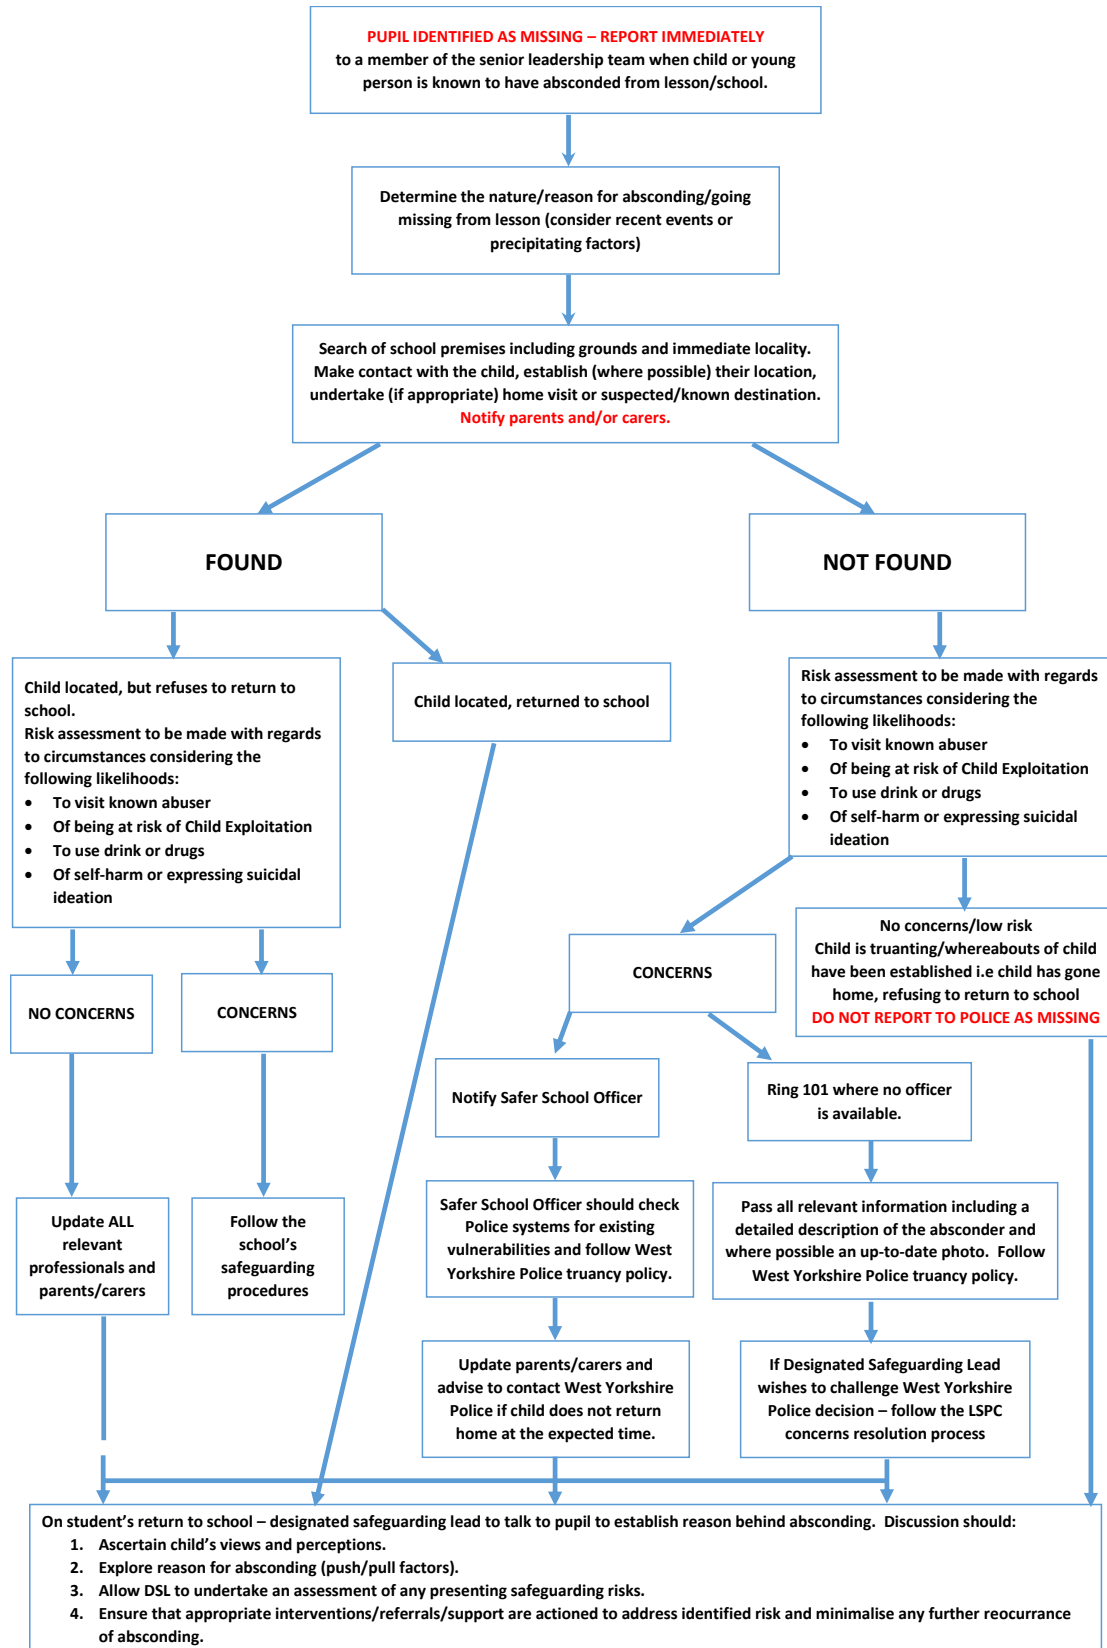 PUPIL IDENTIFIED AS MISSING – REPORT IMMEDIATELY
to a member of the senior leadership team when child or young
person is known to have absconded from lesson/school.
Determine the nature/reason for absconding/going
missing from lesson (consider recent events or
precipitating factors)
Search of school premises including grounds and immediate locality.
Make contact with the child, establish (where possible) their location,
undertake (if appropriate) home visit or suspected/known destination.
Notify parents and/or carers.
FOUND
NOT FOUND
Child located, but refuses to return to
school.
Risk assessment to be made with regards
to circumstances considering the
following likelihoods:
• To visit known abuser
• Of being at risk of Child Exploitation
• To use drink or drugs
• Of self-harm or expressing suicidal
ideation
Child located, returned to school
Risk assessment to be made with regards
to circumstances considering the
following likelihoods:
• To visit known abuser
• Of being at risk of Child Exploitation
• To use drink or drugs
• Of self-harm or expressing suicidal
ideation
NO CONCERNS
CONCERNS
CONCERNS
No concerns/low risk
Child is truanting/whereabouts of child
have been established i.e child has gone
home, refusing to return to school
DO NOT REPORT TO POLICE AS MISSING
Notify Safer School Officer
Ring 101 where no officer
is available.
Update ALL
relevant
professionals and
parents/carers
Follow the
school’s
safeguarding
procedures
Safer School Officer should check
Police systems for existing
vulnerabilities and follow West
Yorkshire Police truancy policy.
Pass all relevant information including a
detailed description of the absconder and
where possible an up-to-date photo. Follow
West Yorkshire Police truancy policy.
Update parents/carers and
advise to contact West Yorkshire
Police if child does not return
home at the expected time.
If Designated Safeguarding Lead
wishes to challenge West Yorkshire
Police decision – follow the LSPC
concerns resolution process
On student’s return to school – designated safeguarding lead to talk to pupil to establish reason behind absconding. Discussion should:
1. Ascertain child’s views and perceptions.
2. Explore reason for absconding (push/pull factors).
3. Allow DSL to undertake an assessment of any presenting safeguarding risks.
4. Ensure that appropriate interventions/referrals/support are actioned to address identified risk and minimalise any further reocurrance
of absconding.